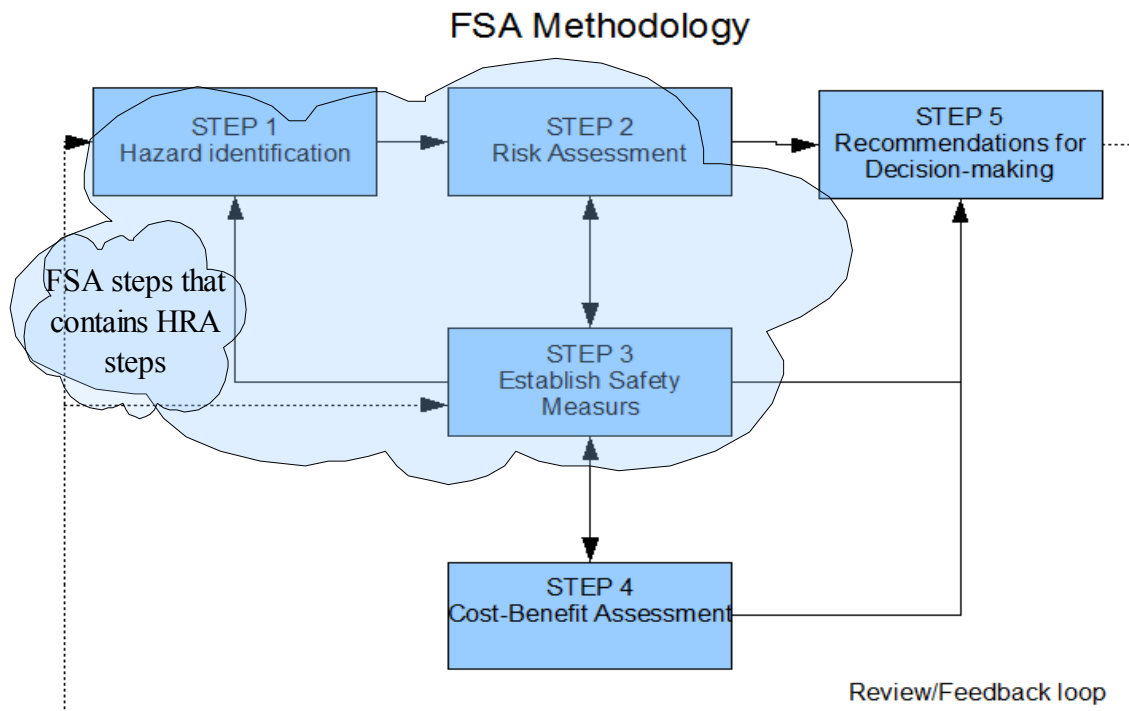 FSA Methodology
STEP 1
Hazard identification
STEP 2
Risk Assessment
STEP 5
Recommendations for
Decision-making
FSA steps that
contains HRA
steps
STEP 3
Establish Safety
Measurs
STEP 4
Cost-Benefit Assessment
Review/Feedback loop